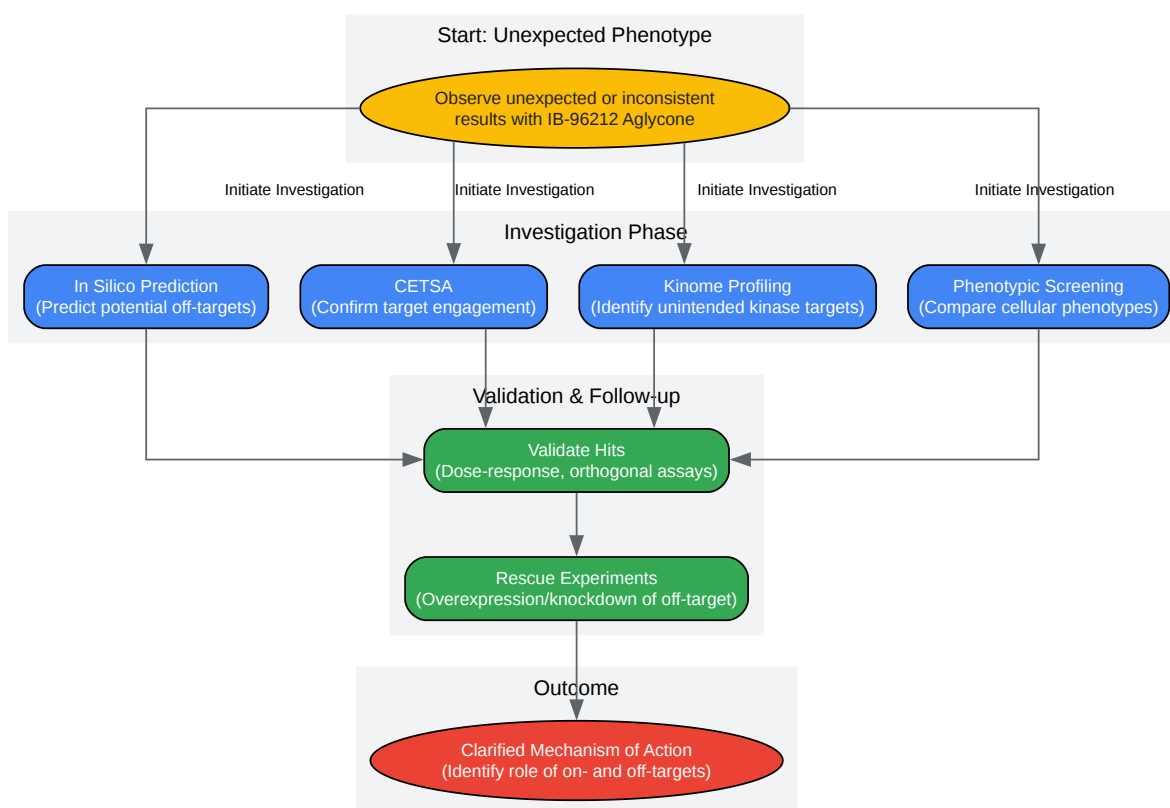 Start: Unexpected Phenotype
Observe unexpected or inconsistent
results with IB-96212 Aglycone
Initiate Investigation
Initiate Investigation
Initiate Investigation
Initiate Investigation
Investigation Phase
In Silico Prediction
(Predict potential off-targets)
CETSA
(Confirm target engagement)
Kinome Profiling
(Identify unintended kinase targets)
Phenotypic Screening
(Compare cellular phenotypes)
Validation & Follow-up
Validate Hits
(Dose-response, orthogonal assays)
Rescue Experiments
(Overexpression/knockdown of off-target)
Outcome
Clarified Mechanism of Action
(Identify role of on- and off-targets)